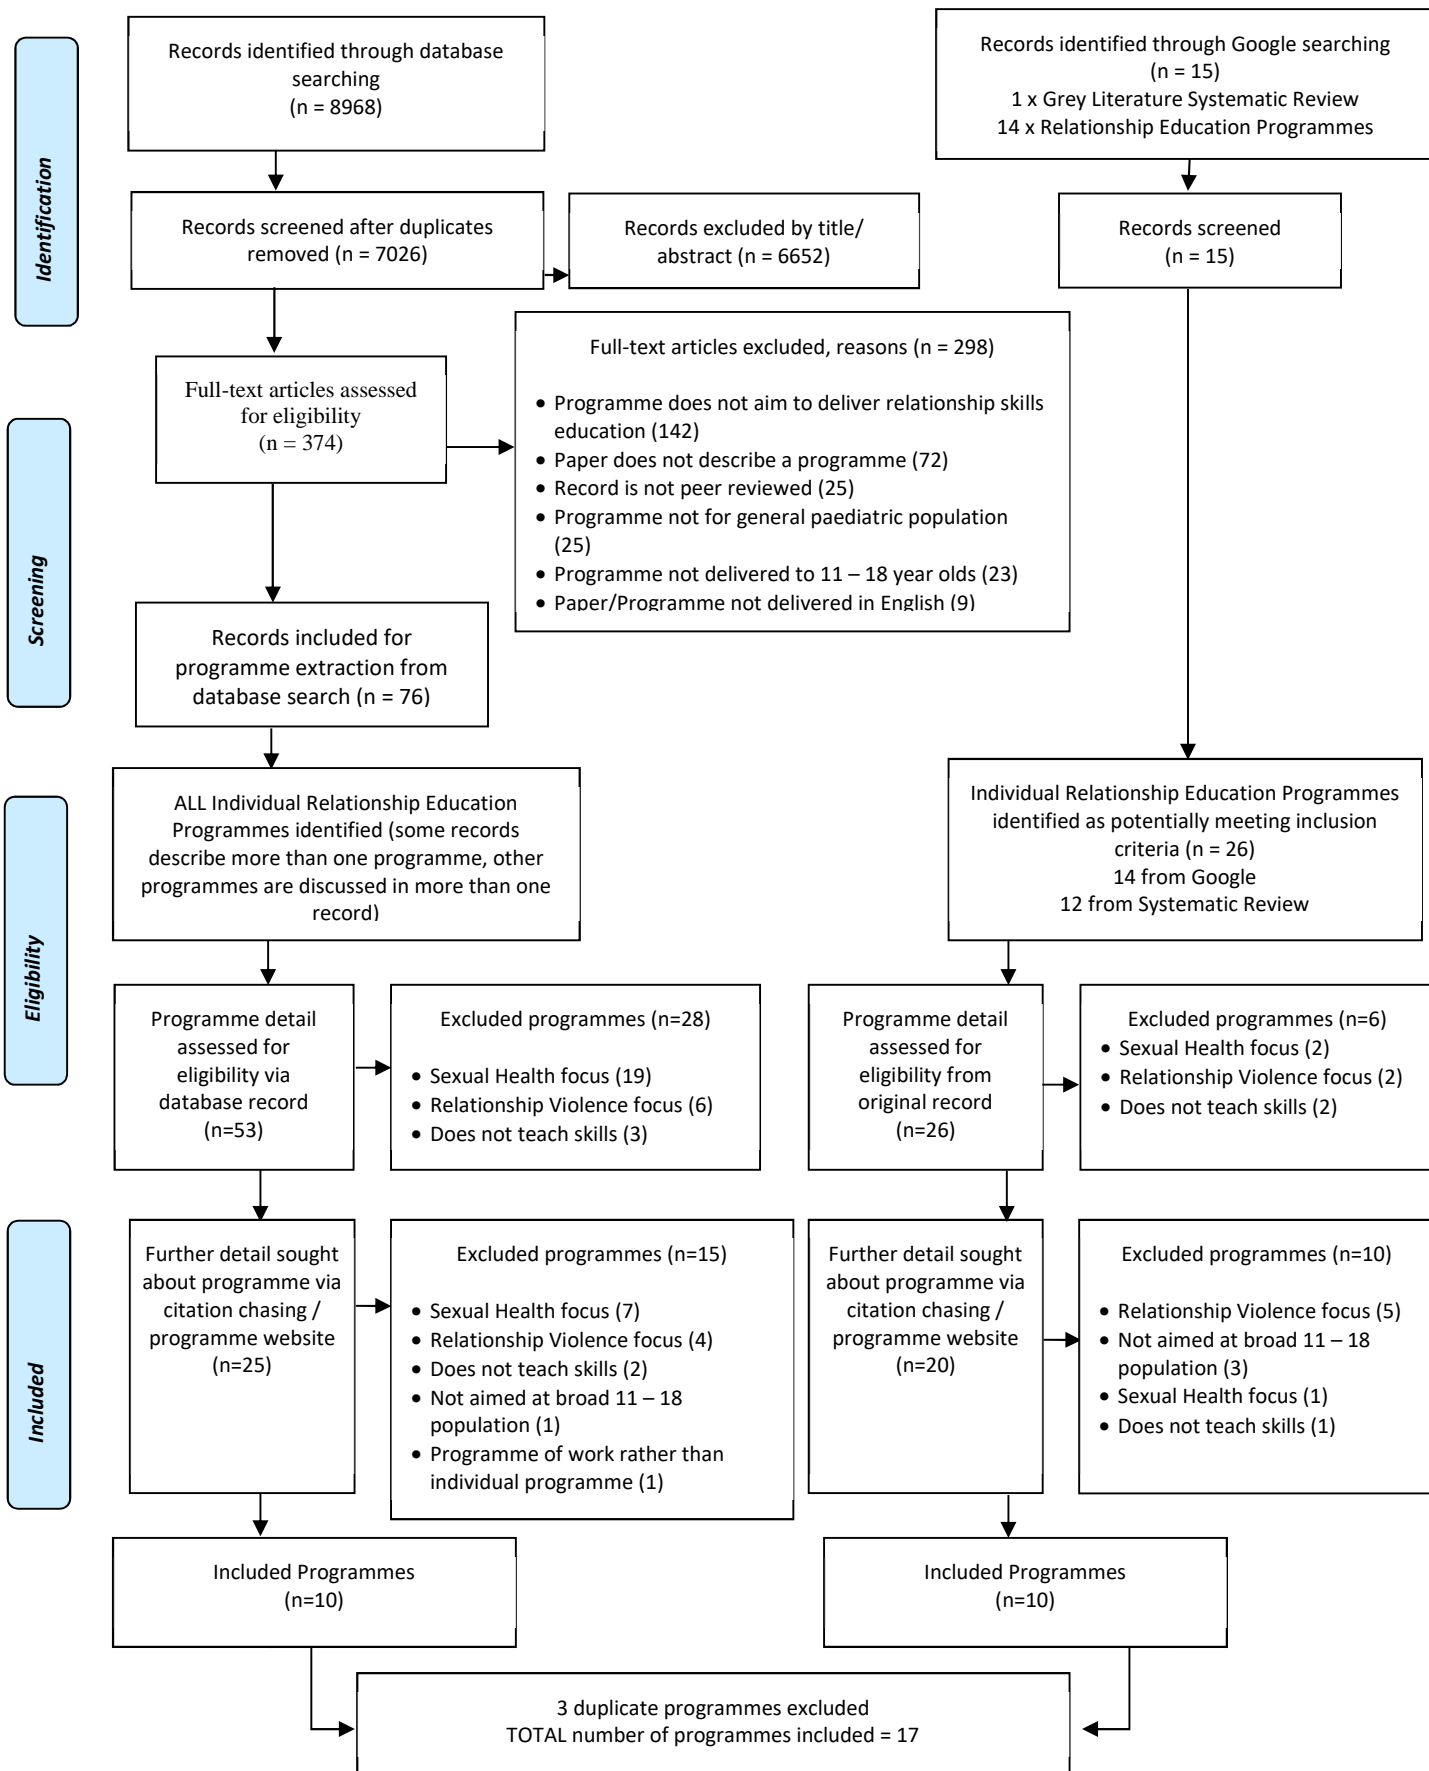 Identification
Records identified through database
searching
(n = 8968)
Records identified through Google searching
(n = 15)
1 x Grey Literature Systematic Review
14 x Relationship Education Programmes
Records screened after duplicates
removed (n = 7026)
Records excluded by title/
abstract (n = 6652)
Records screened
(n = 15)
Screening
Full-text articles assessed
for eligibility
(n = 374)
Full-text articles excluded, reasons (n = 298)
• Programme does not aim to deliver relationship skills
education (142)
• Paper does not describe a programme (72)
• Record is not peer reviewed (25)
• Programme not for general paediatric population
(25)
• Programme not delivered to 11 – 18 year olds (23)
• Paper/Programme not delivered in English (9)
Records included for
programme extraction from
database search (n = 76)
Eligibility
ALL Individual Relationship Education
Programmes identified (some records
describe more than one programme, other
programmes are discussed in more than one
record)
Individual Relationship Education Programmes
identified as potentially meeting inclusion
criteria (n = 26)
14 from Google
12 from Systematic Review
Programme detail
assessed for
eligibility via
database record
(n=53)
Excluded programmes (n=28)
• Sexual Health focus (19)
• Relationship Violence focus (6)
• Does not teach skills (3)
Programme detail
assessed for
eligibility from
original record
(n=26)
Excluded programmes (n=6)
• Sexual Health focus (2)
• Relationship Violence focus (2)
• Does not teach skills (2)
Included
Further detail sought
about programme via
citation chasing /
programme website
(n=25)
Excluded programmes (n=15)
• Sexual Health focus (7)
• Relationship Violence focus (4)
• Does not teach skills (2)
• Not aimed at broad 11 – 18
population (1)
• Programme of work rather than
individual programme (1)
Further detail sought
about programme via
citation chasing /
programme website
(n=20)
Excluded programmes (n=10)
• Relationship Violence focus (5)
• Not aimed at broad 11 – 18
population (3)
• Sexual Health focus (1)
• Does not teach skills (1)
Included Programmes
(n=10)
Included Programmes
(n=10)
3 duplicate programmes excluded
TOTAL number of programmes included = 17